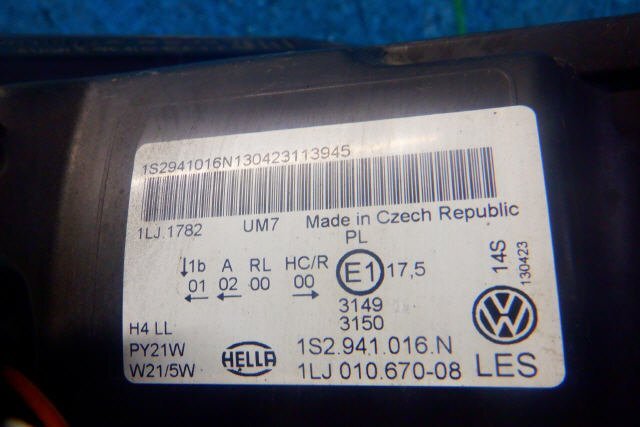 1S2941016N130423113945
1LJ.1782 UM7 Made in Czech Republic
PL
↓1b A RL HC/R
01 02 00 00
E1 17,5
3149
3150
14S
130423
H4 LL
PY21W
W21/5W
HELLA
1S2.941.016.N
1LJ 010.670-08
VW
LES